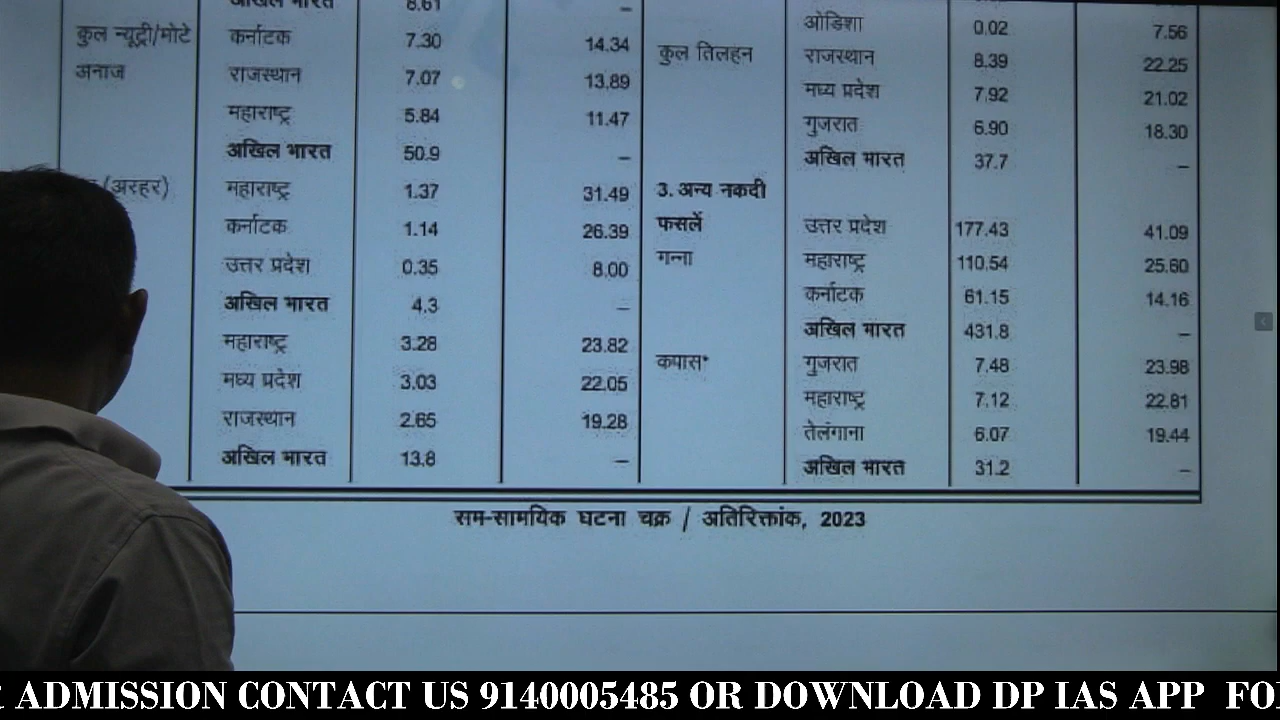 अखिल भारत 8.61 –
कुल न्यूट्री/मोटे कर्नाटक 7.30 14.34
अनाज राजस्थान 7.07 13.89
महाराष्ट्र 5.84 11.47
अखिल भारत 50.9 –
(अरहर) महाराष्ट्र 1.37 31.49
कर्नाटक 1.14 26.39
उत्तर प्रदेश 0.35 8.00
अखिल भारत 4.3 –
महाराष्ट्र 3.28 23.82
मध्य प्रदेश 3.03 22.05
राजस्थान 2.65 19.28
अखिल भारत 13.8 –
ओडिशा 0.02 7.56
कुल तिलहन राजस्थान 8.39 22.25
मध्य प्रदेश 7.92 21.02
गुजरात 6.90 18.30
अखिल भारत 37.7 –
3. अन्य नकदी
फसलें उत्तर प्रदेश 177.43 41.09
गन्ना महाराष्ट्र 110.54 25.60
कर्नाटक 61.15 14.16
अखिल भारत 431.8 –
कपास* गुजरात 7.48 23.98
महाराष्ट्र 7.12 22.81
तेलंगाना 6.07 19.44
अखिल भारत 31.2 –
सम-सामयिक घटना चक्र / अतिरिक्तांक, 2023
ADMISSION CONTACT US 9140005485 OR DOWNLOAD DP IAS APP